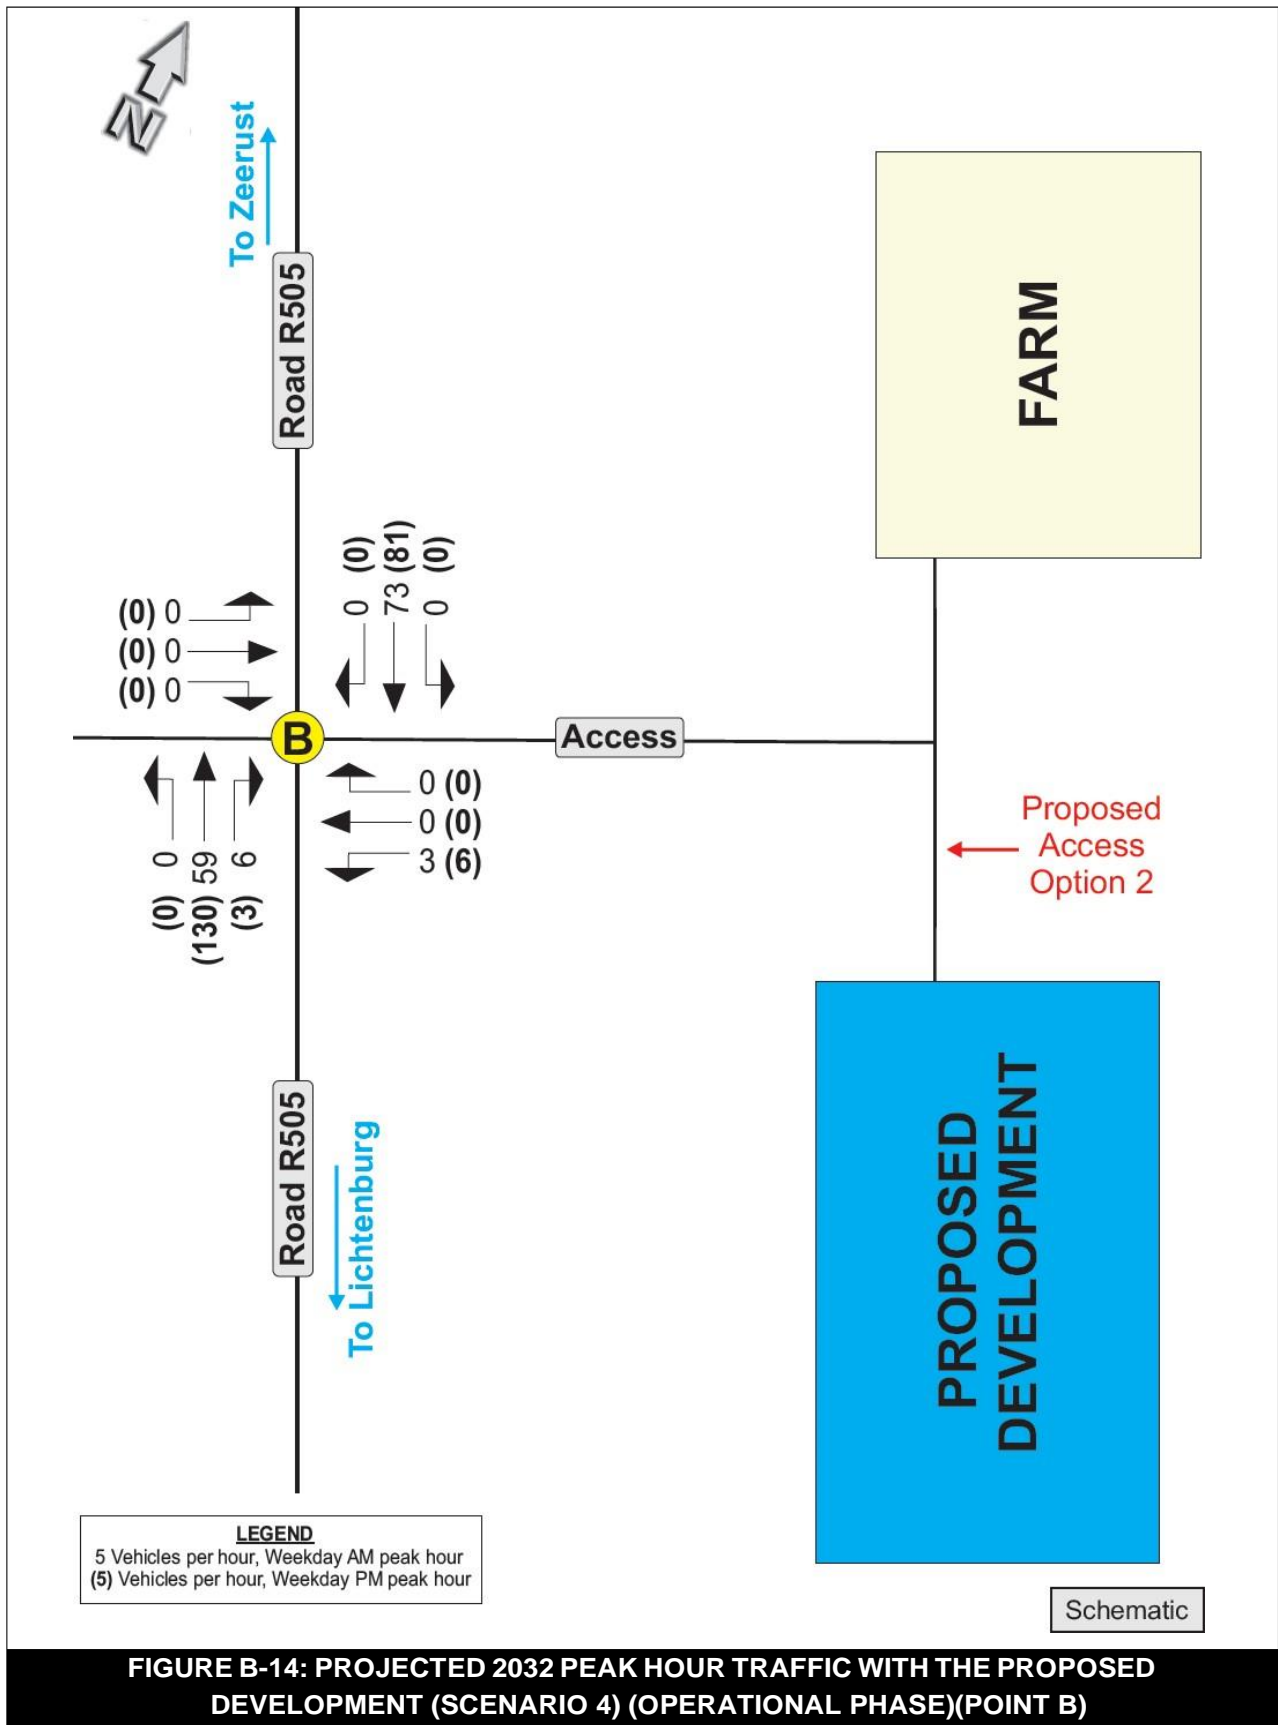 N
To Zeerust
Road R505
FARM
0 (0)
73 (81)
0 (0)
(0) 0
(0) 0
(0) 0
B
Access
0 (0)
0 (0)
3 (6)
(0) 0
(130) 59
(3) 6
Proposed
Access
Option 2
Road R505
To Lichtenburg
PROPOSED
DEVELOPMENT
LEGEND
5 Vehicles per hour, Weekday AM peak hour
(5) Vehicles per hour, Weekday PM peak hour
Schematic
FIGURE B-14: PROJECTED 2032 PEAK HOUR TRAFFIC WITH THE PROPOSED
DEVELOPMENT (SCENARIO 4) (OPERATIONAL PHASE)(POINT B)